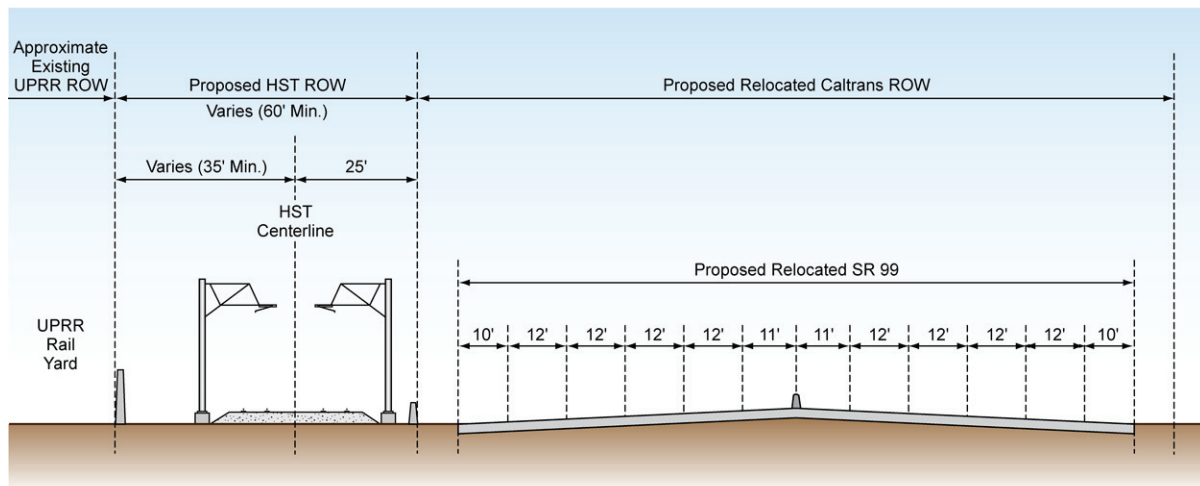 Approximate
Existing
UPRR ROW
Proposed HST ROW
Varies (60' Min.)
Proposed Relocated Caltrans ROW
Varies (35' Min.)
25'
HST
Centerline
Proposed Relocated SR 99
UPRR
Rail
Yard
10' 12' 12' 12' 12' 11' 11' 12' 12' 12' 12' 10'